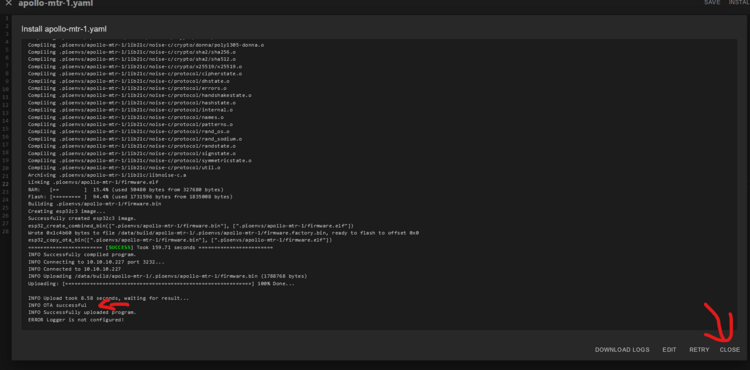 apollo-mtr-1.yaml
SAVE INSTAL
Install apollo-mtr-1.yaml
Compiling .pioenvs/apollo-mtr-1/lib21c/noise-c/crypto/donna/poly1305-donna.o
Compiling .pioenvs/apollo-mtr-1/lib21c/noise-c/crypto/sha2/sha256.o
Compiling .pioenvs/apollo-mtr-1/lib21c/noise-c/crypto/sha2/sha512.o
Compiling .pioenvs/apollo-mtr-1/lib21c/noise-c/crypto/x25519/x25519.o
Compiling .pioenvs/apollo-mtr-1/lib21c/noise-c/protocol/cipherstate.o
Compiling .pioenvs/apollo-mtr-1/lib21c/noise-c/protocol/dhstate.o
Compiling .pioenvs/apollo-mtr-1/lib21c/noise-c/protocol/errors.o
Compiling .pioenvs/apollo-mtr-1/lib21c/noise-c/protocol/handshakestate.o
Compiling .pioenvs/apollo-mtr-1/lib21c/noise-c/protocol/hashstate.o
Compiling .pioenvs/apollo-mtr-1/lib21c/noise-c/protocol/internal.o
Compiling .pioenvs/apollo-mtr-1/lib21c/noise-c/protocol/names.o
Compiling .pioenvs/apollo-mtr-1/lib21c/noise-c/protocol/patterns.o
Compiling .pioenvs/apollo-mtr-1/lib21c/noise-c/protocol/rand_os.o
Compiling .pioenvs/apollo-mtr-1/lib21c/noise-c/protocol/rand_sodium.o
Compiling .pioenvs/apollo-mtr-1/lib21c/noise-c/protocol/randstate.o
Compiling .pioenvs/apollo-mtr-1/lib21c/noise-c/protocol/signstate.o
Compiling .pioenvs/apollo-mtr-1/lib21c/noise-c/protocol/symmetricstate.o
Compiling .pioenvs/apollo-mtr-1/lib21c/noise-c/protocol/util.o
Archiving .pioenvs/apollo-mtr-1/lib21c/libnoise-c.a
Linking .pioenvs/apollo-mtr-1/firmware.elf
RAM: [== ] 15.4% (used 50480 bytes from 327680 bytes)
Flash: [========= ] 94.4% (used 1731596 bytes from 1835008 bytes)
Building .pioenvs/apollo-mtr-1/firmware.bin
Creating esp32c3 image...
Successfully created esp32c3 image.
esp32_create_combined_bin([".pioenvs/apollo-mtr-1/firmware.bin"], [".pioenvs/apollo-mtr-1/firmware.elf"])
Wrote 0x1c4b60 bytes to file /data/build/apollo-mtr-1/.pioenvs/apollo-mtr-1/firmware.factory.bin, ready to flash to offset 0x0
esp32_copy_ota_bin([".pioenvs/apollo-mtr-1/firmware.bin"], [".pioenvs/apollo-mtr-1/firmware.elf"])
======================== [SUCCESS] Took 159.71 seconds ========================
INFO Successfully compiled program.
INFO Connecting to 10.10.10.227 port 3232...
INFO Connected to 10.10.10.227
INFO Uploading /data/build/apollo-mtr-1/.pioenvs/apollo-mtr-1/firmware.bin (1788768 bytes)
Uploading: [============================================================] 100% Done...
INFO Upload took 8.58 seconds, waiting for result...
INFO OTA successful
INFO Successfully uploaded program.
ERROR Logger is not configured!
DOWNLOAD LOGS EDIT RETRY CLOSE